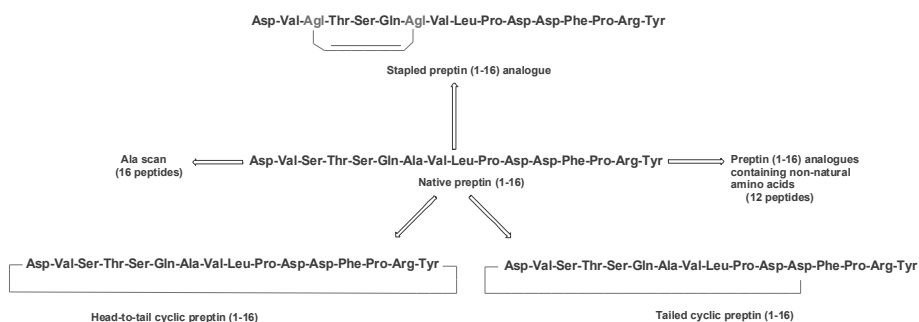 Asp-Val-Agl-Thr-Ser-Gln-Agl-Val-Leu-Pro-Asp-Asp-Phe-Pro-Arg-Tyr
Stapled preptin (1-16) analogue
Ala scan
(16 peptides)
Asp-Val-Ser-Thr-Ser-Gln-Ala-Val-Leu-Pro-Asp-Asp-Phe-Pro-Arg-Tyr
Native preptin (1-16)
Preptin (1-16) analogues
containing non-natural
amino acids
(12 peptides)
Asp-Val-Ser-Thr-Ser-Gln-Ala-Val-Leu-Pro-Asp-Asp-Phe-Pro-Arg-Tyr
Head-to-tail cyclic preptin (1-16)
Asp-Val-Ser-Thr-Ser-Gln-Ala-Val-Leu-Pro-Asp-Asp-Phe-Pro-Arg-Tyr
Tailed cyclic preptin (1-16)